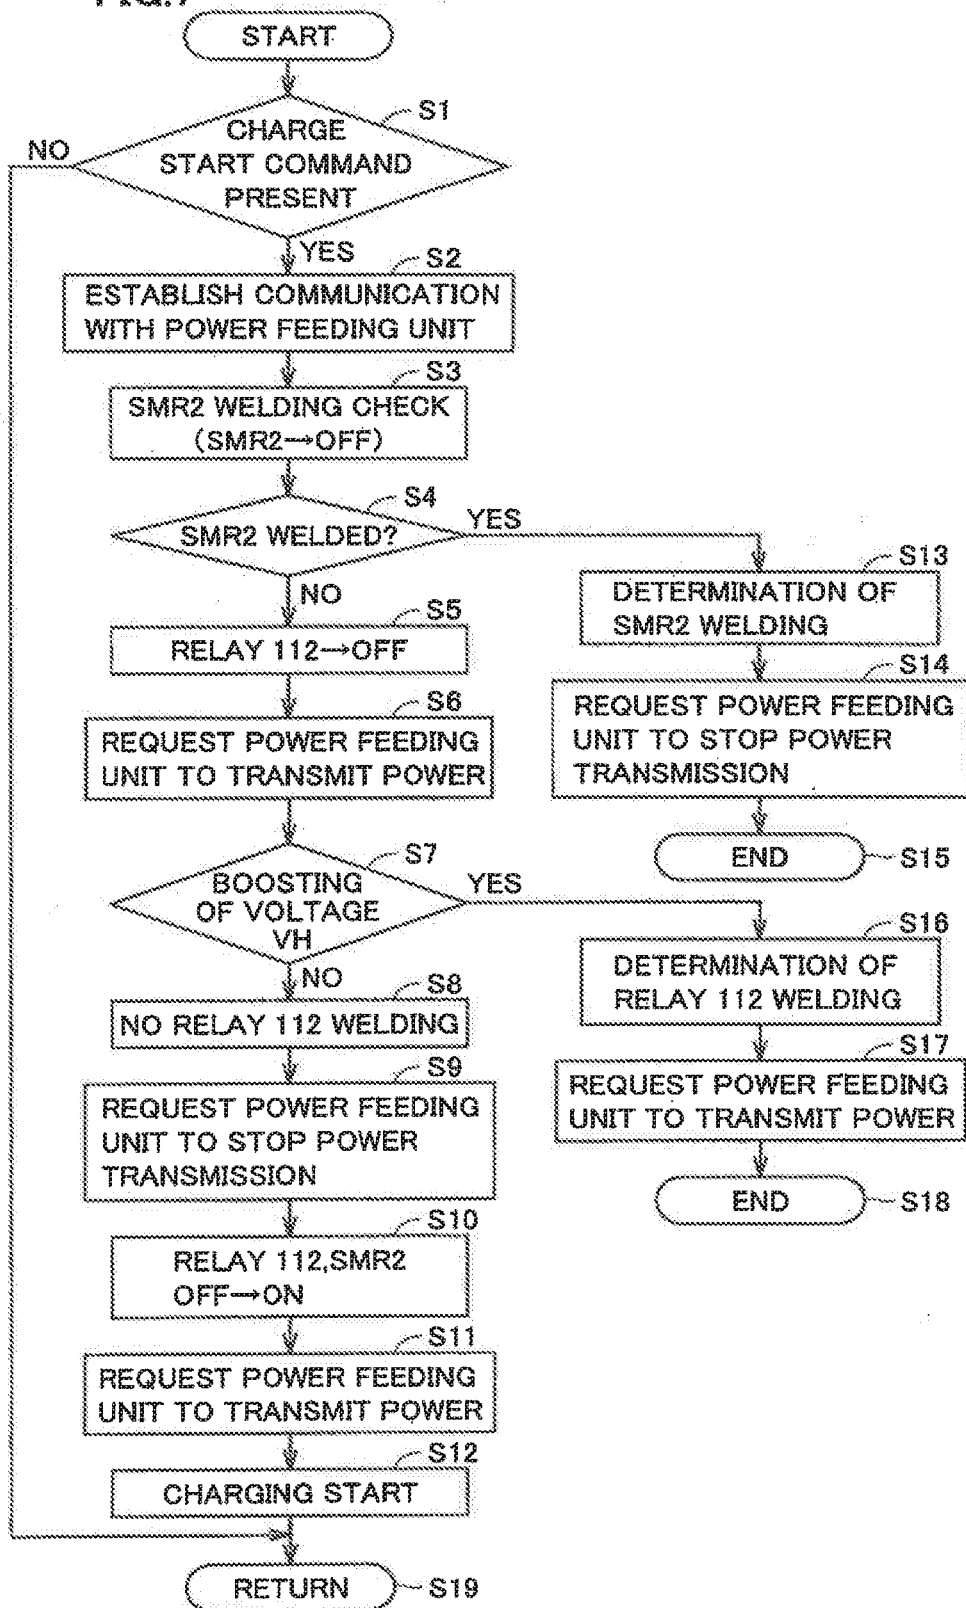 START
S1
CHARGE
START COMMAND
PRESENT
NO
YES
S2
ESTABLISH COMMUNICATION
WITH POWER FEEDING UNIT
S3
SMR2 WELDING CHECK
(SMR2→OFF)
S4
SMR2 WELDED?
YES
NO
S13
DETERMINATION OF
SMR2 WELDING
S5
RELAY 112→OFF
S14
REQUEST POWER FEEDING
UNIT TO STOP POWER
TRANSMISSION
S6
REQUEST POWER FEEDING
UNIT TO TRANSMIT POWER
END
S15
S7
BOOSTING
OF VOLTAGE
VH
YES
NO
S16
DETERMINATION OF
RELAY 112 WELDING
S8
NO RELAY 112 WELDING
S17
REQUEST POWER FEEDING
UNIT TO TRANSMIT POWER
S9
REQUEST POWER FEEDING
UNIT TO STOP POWER
TRANSMISSION
END
S18
S10
RELAY 112,SMR2
OFF→ON
S11
REQUEST POWER FEEDING
UNIT TO TRANSMIT POWER
S12
CHARGING START
RETURN
S19